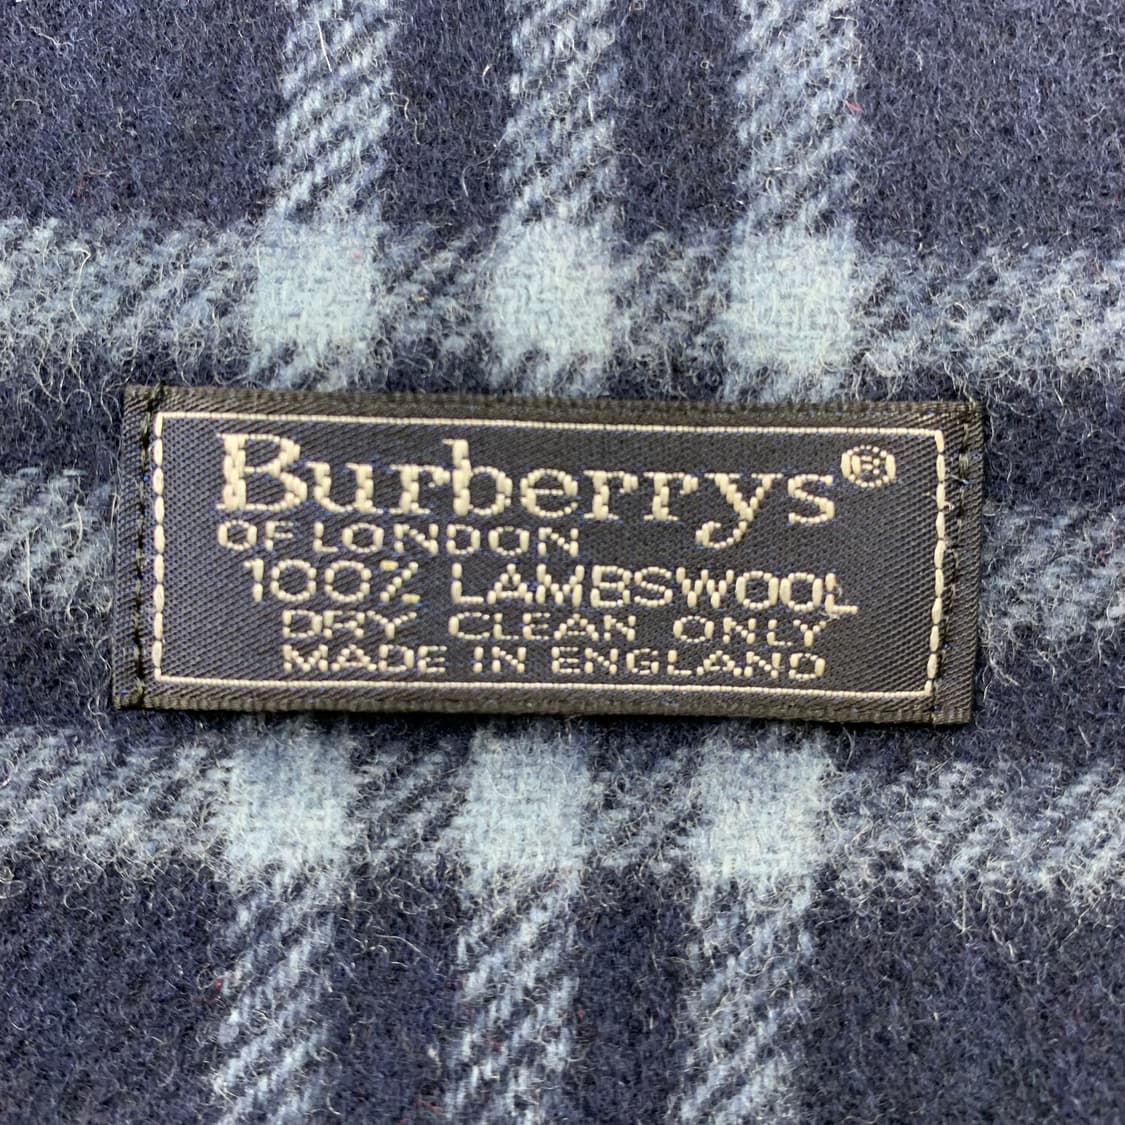 Burberrys®
OF LONDON
100% LAMBSWOOL
DRY CLEAN ONLY
MADE IN ENGLAND